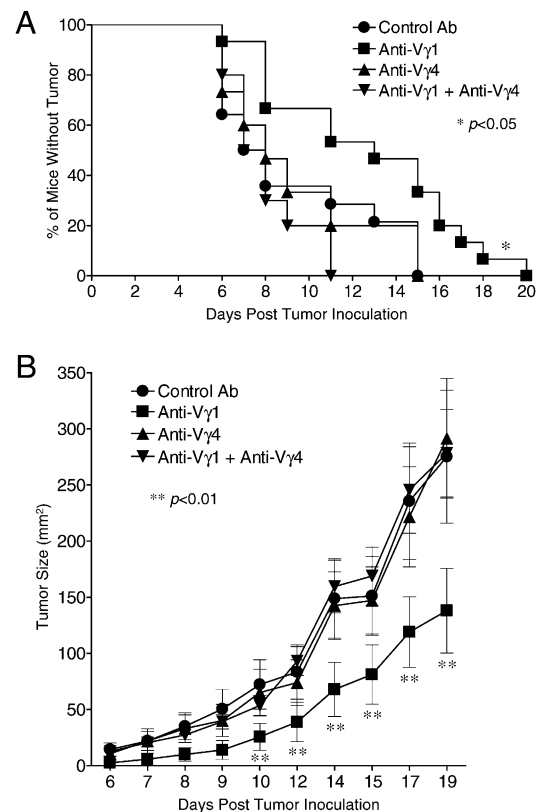 A
100
80
60
40
20
0
% of Mice Without Tumor
Control Ab
Anti-Vγ1
Anti-Vγ4
Anti-Vγ1 + Anti-Vγ4
* p<0.05
*
0 2 4 6 8 10 12 14 16 18 20
Days Post Tumor Inoculation
B
350
300
250
200
150
100
50
0
Tumor Size (mm²)
Control Ab
Anti-Vγ1
Anti-Vγ4
Anti-Vγ1 + Anti-Vγ4
** p<0.01
** ** ** ** ** **
6 7 8 9 10 12 14 15 17 19
Days Post Tumor Inoculation